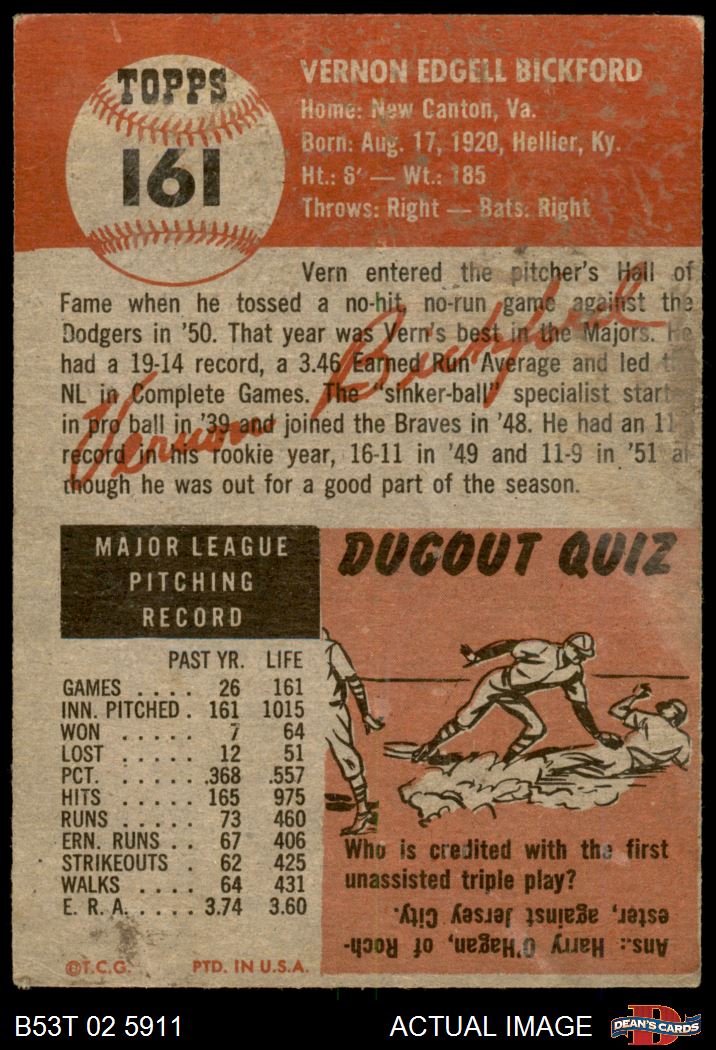 TOPPS
161
VERNON EDGELL BICKFORD
Home: New Canton, Va.
Born: Aug. 17, 1920, Hellier, Ky.
Ht.: 6' — Wt.: 185
Throws: Right — Bats: Right
Vern entered the pitcher's Hall of
Fame when he tossed a no-hit, no-run game against the
Dodgers in '50. That year was Vern's best in the Majors. He
had a 19-14 record, a 3.46 Earned Run Average and led the
NL in Complete Games. The "sinker-ball" specialist start
in pro ball in '39 and joined the Braves in '48. He had an 11
record in his rookie year, 16-11 in '49 and 11-9 in '51 al
though he was out for a good part of the season.
Vernon Bickford
MAJOR LEAGUE
PITCHING
RECORD
PAST YR. LIFE
GAMES . . . . 26 161
INN. PITCHED . 161 1015
WON . . . . . 7 64
LOST . . . . . 12 51
PCT. . . . . . .368 .557
HITS . . . . . 165 975
RUNS . . . . . 73 460
ERN. RUNS . . 67 406
STRIKEOUTS . 62 425
WALKS . . . . 64 431
E. R. A. . . . . 3.74 3.60
©T.C.G. PTD. IN U.S.A.
DUGOUT QUIZ
Who is credited with the first
unassisted triple play?
Ans.: Harry O'Hagan, of Roch-
ester, against Jersey City.
B53T 02 5911
ACTUAL IMAGE
DEAN'S CARDS